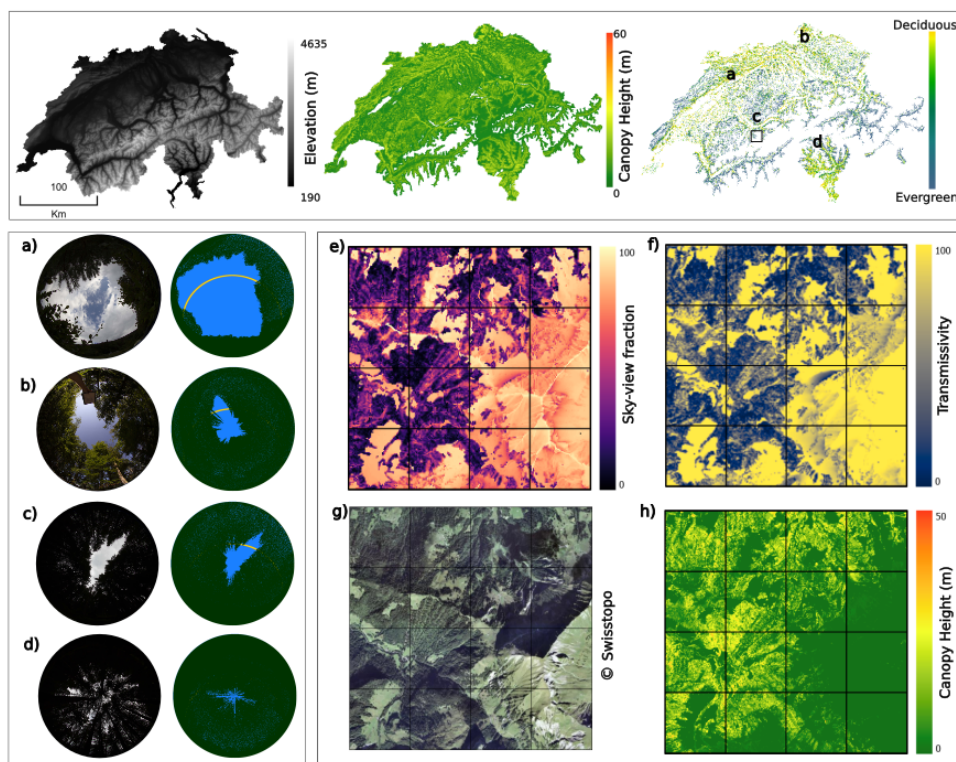 4635
Elevation (m)
190
100
Km
60
Canopy Height (m)
0
Deciduous
b
a
c
d
Evergreen
a)
b)
c)
d)
e)
100
Sky-view fraction
0
f)
100
Transmissivity
0
g)
© Swisstopo
h)
50
Canopy Height (m)
0